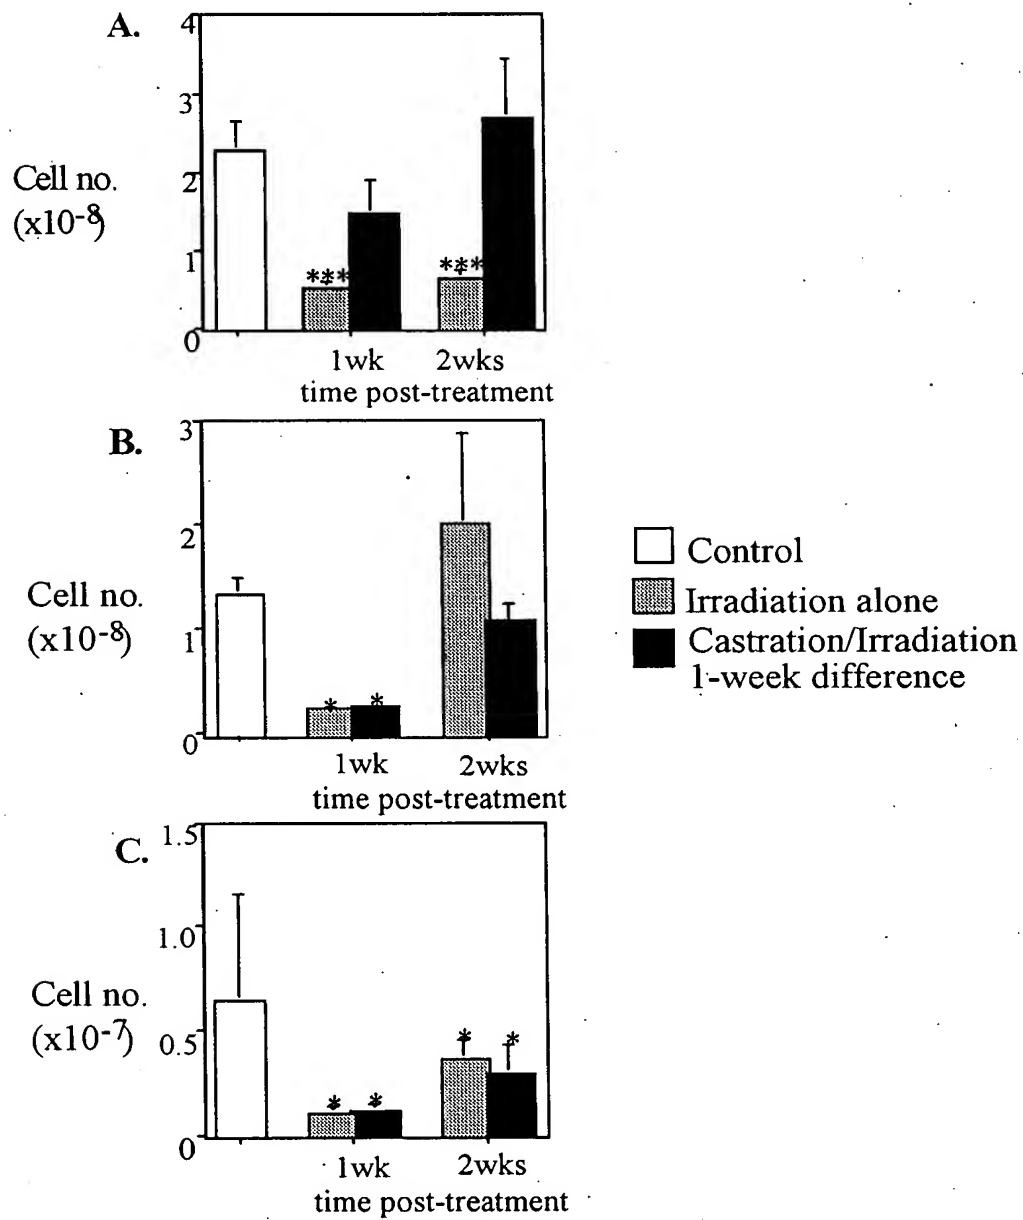 A.
4
3
2
1
0
Cell no.
(x10-8)
***
***
1wk 2wks
time post-treatment
B.
3
2
1
0
Cell no.
(x10-8)
*
*
1wk 2wks
time post-treatment
Control
Irradiation alone
Castration/Irradiation
1-week difference
C.
1.5
1.0
0.5
0
Cell no.
(x10-7)
*
*
*
*
1wk 2wks
time post-treatment